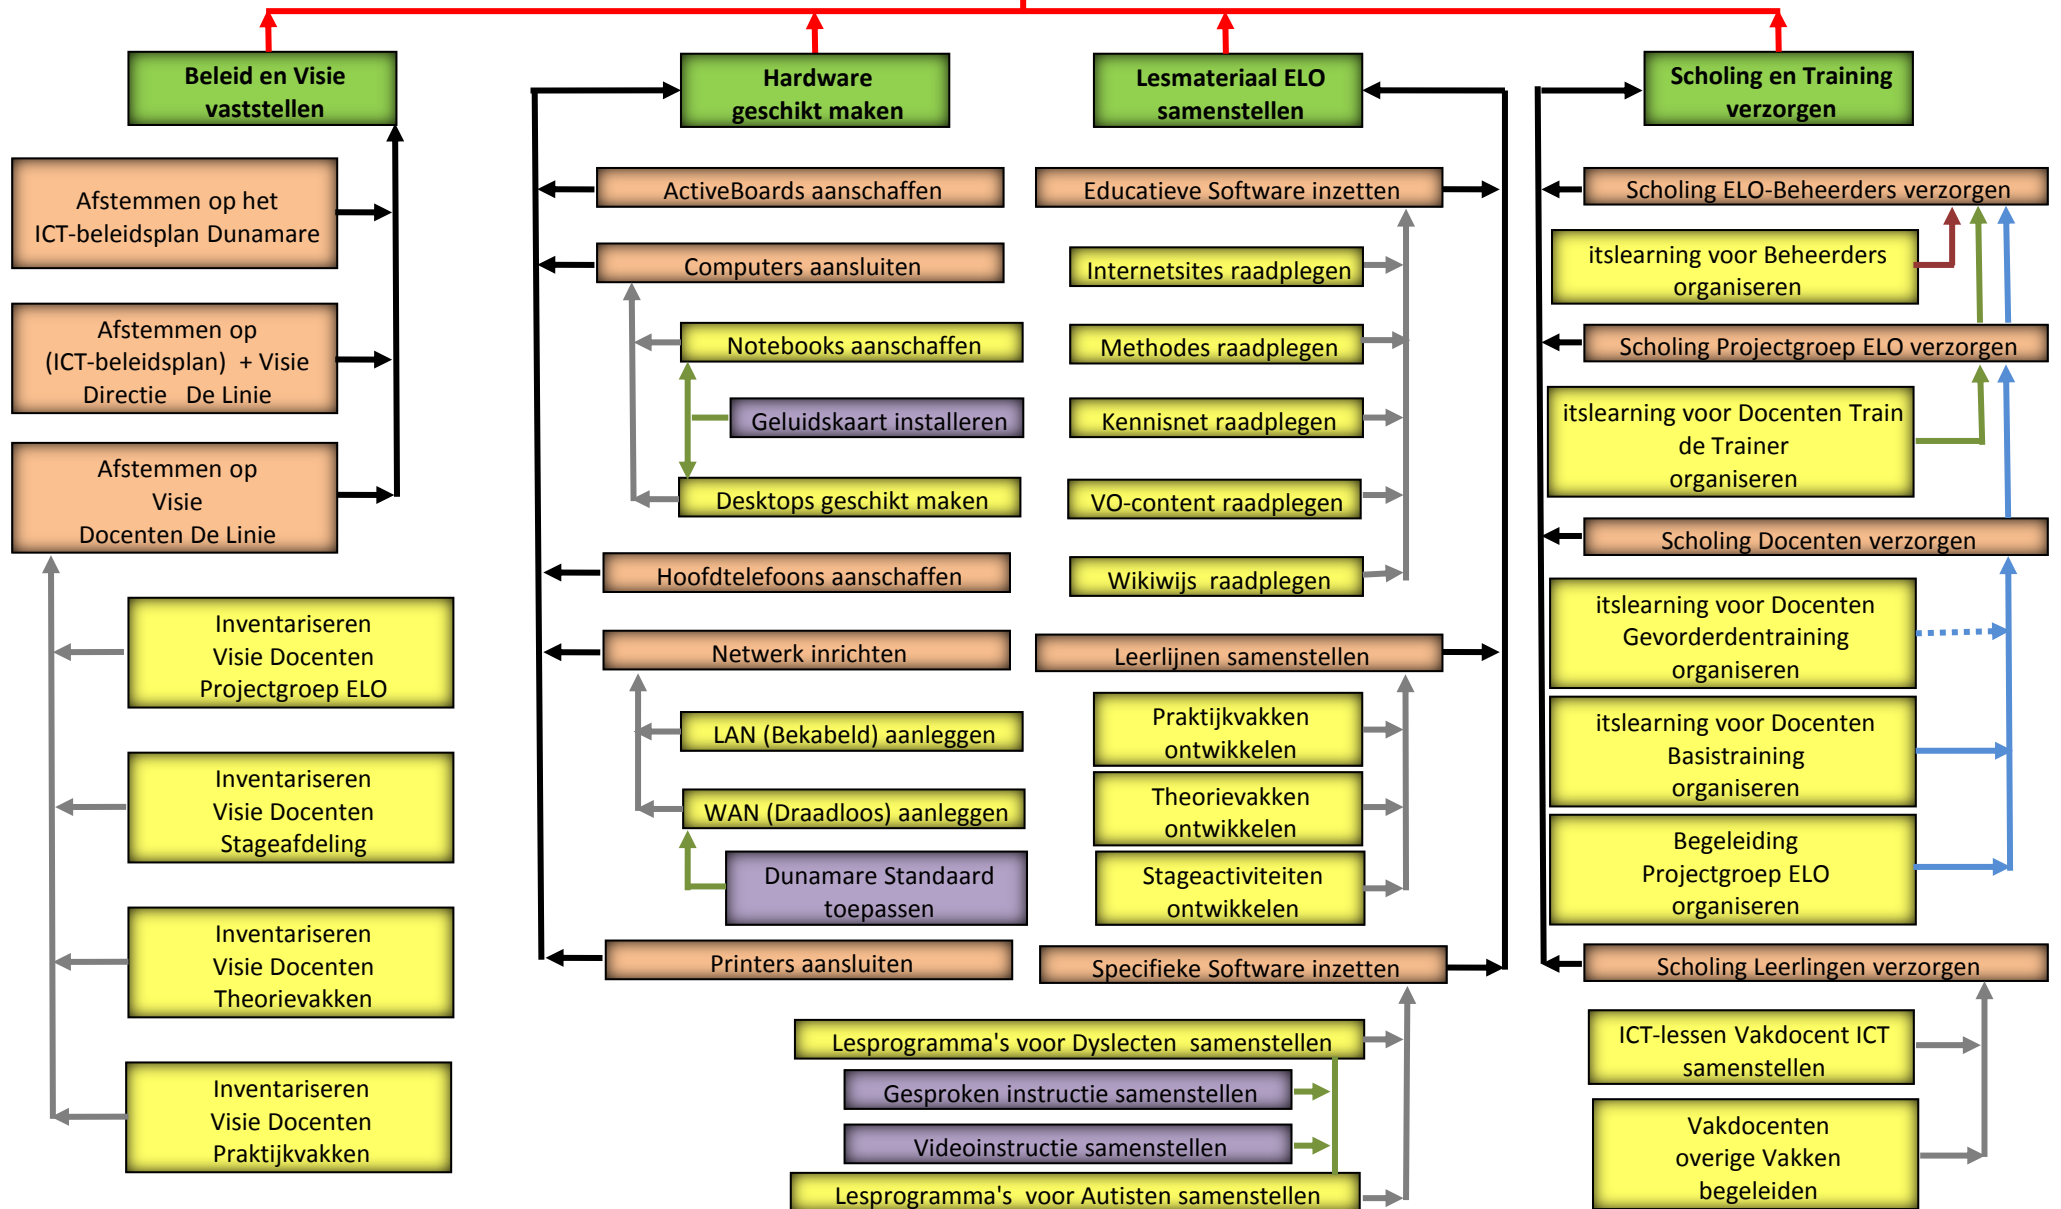 Beleid en Visie
vaststellen
Afstemmen op het
ICT-beleidsplan Dunamare
Afstemmen op
(ICT-beleidsplan) + Visie
Directie De Linie
Afstemmen op
Visie
Docenten De Linie
Inventariseren
Visie Docenten
Projectgroep ELO
Inventariseren
Visie Docenten
Stageafdeling
Inventariseren
Visie Docenten
Theorievakken
Inventariseren
Visie Docenten
Praktijkvakken
Hardware
geschikt maken
ActiveBoards aanschaffen
Computers aansluiten
Notebooks aanschaffen
Geluidskaart installeren
Desktops geschikt maken
Hoofdtelefoons aanschaffen
Netwerk inrichten
LAN (Bekabeld) aanleggen
WAN (Draadloos) aanleggen
Dunamare Standaard
toepassen
Printers aansluiten
Lesmateriaal ELO
samenstellen
Educatieve Software inzetten
Internetsites raadplegen
Methodes raadplegen
Kennisnet raadplegen
VO-content raadplegen
Wikiwijs raadplegen
Leerlijnen samenstellen
Praktijkvakken
ontwikkelen
Theorievakken
ontwikkelen
Stageactiviteiten
ontwikkelen
Specifieke Software inzetten
Lesprogramma's voor Dyslecten samenstellen
Gesproken instructie samenstellen
Videoinstructie samenstellen
Lesprogramma's voor Autisten samenstellen
Scholing en Training
verzorgen
Scholing ELO-Beheerders verzorgen
itslearning voor Beheerders
organiseren
Scholing Projectgroep ELO verzorgen
itslearning voor Docenten Train
de Trainer
organiseren
Scholing Docenten verzorgen
itslearning voor Docenten
Gevorderdentraining
organiseren
itslearning voor Docenten
Basistraining
organiseren
Begeleiding
Projectgroep ELO
organiseren
Scholing Leerlingen verzorgen
ICT-lessen Vakdocent ICT
samenstellen
Vakdocenten
overige Vakken
begeleiden